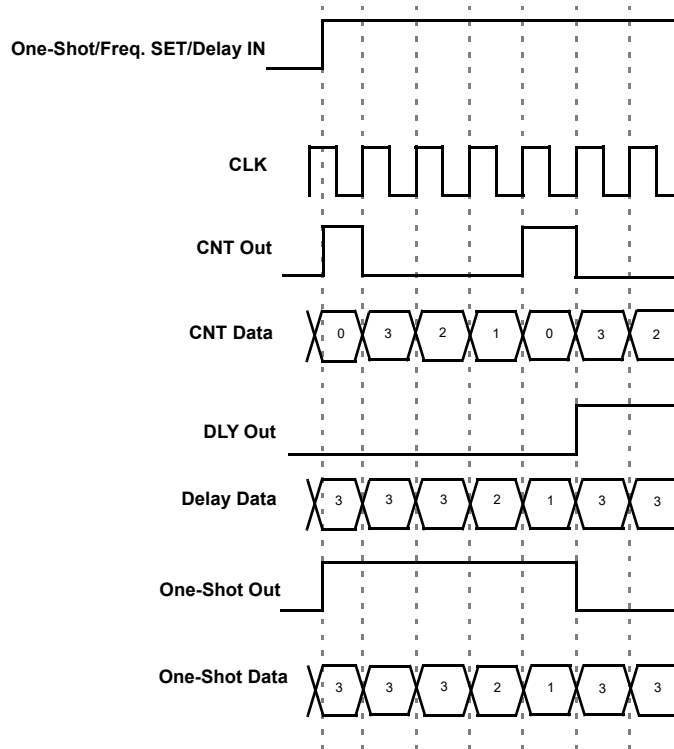 One-Shot/Freq. SET/Delay IN
CLK
CNT Out
CNT Data 0 3 2 1 0 3 2
DLY Out
Delay Data 3 3 3 2 1 3 3
One-Shot Out
One-Shot Data 3 3 3 2 1 3 3